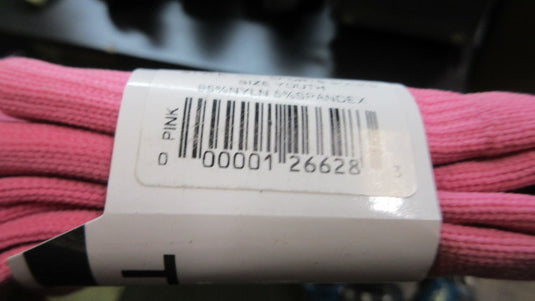 SIZE YOUTH
95%NYLN 5%SPANDEX
PINK
0 00001 26628 3
T